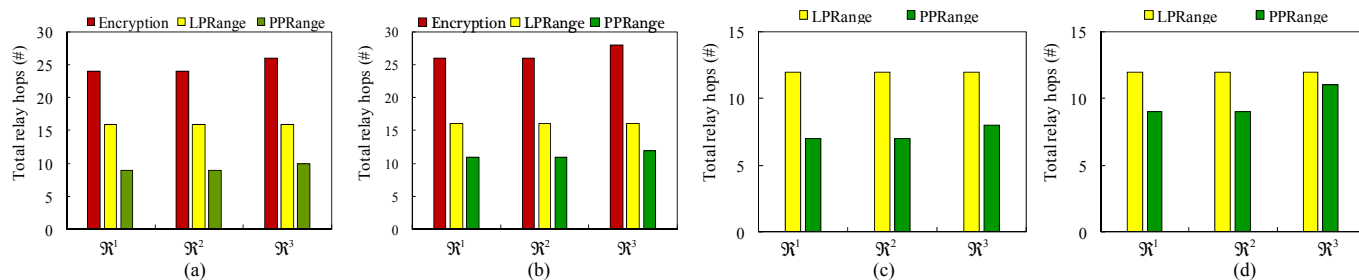 Encryption LPRange PPRange
Total relay hops (#)
30
25
20
15
10
5
0
ℜ¹ ℜ² ℜ³
(a)
Encryption LPRange PPRange
Total relay hops (#)
30
25
20
15
10
5
0
ℜ¹ ℜ² ℜ³
(b)
LPRange PPRange
Total relay hops (#)
15
10
5
0
ℜ¹ ℜ² ℜ³
(c)
LPRange PPRange
Total relay hops (#)
15
10
5
0
ℜ¹ ℜ² ℜ³
(d)